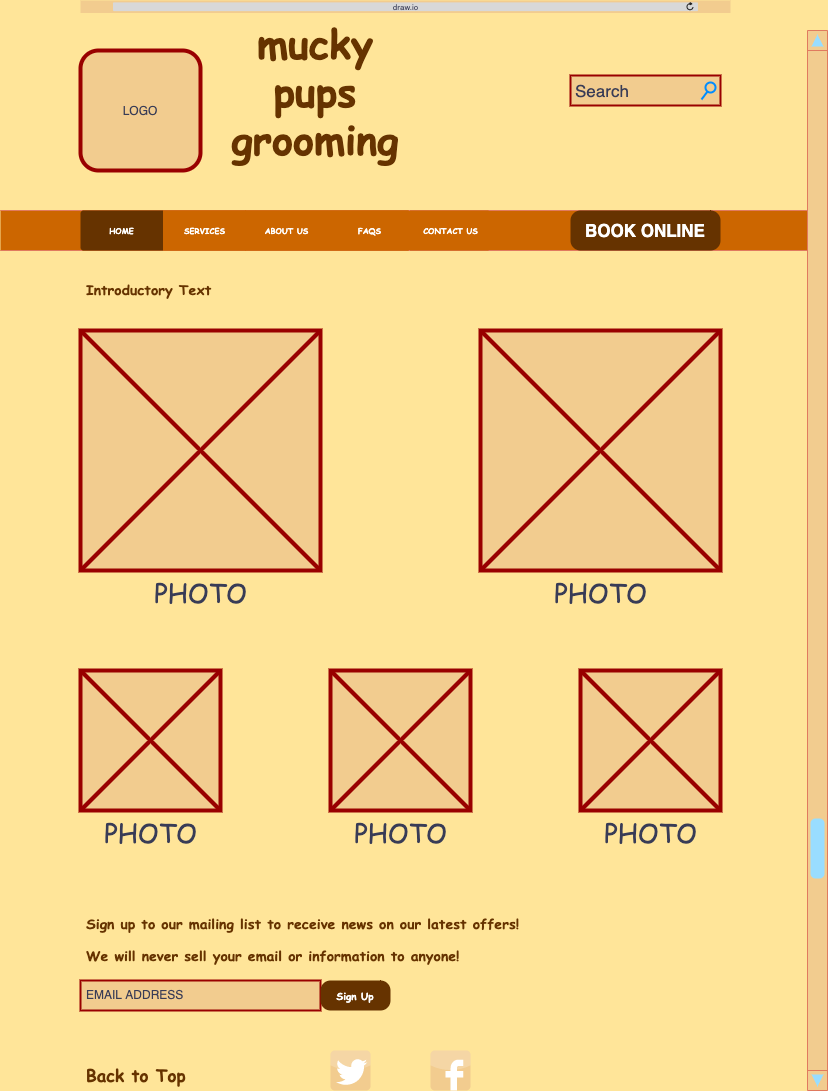 draw.io
mucky
pups
grooming
LOGO
Search
HOME SERVICES ABOUT US FAQS CONTACT US BOOK ONLINE
Introductory Text
PHOTO PHOTO
PHOTO PHOTO PHOTO
Sign up to our mailing list to receive news on our latest offers!
We will never sell your email or information to anyone!
EMAIL ADDRESS Sign Up
Back to Top